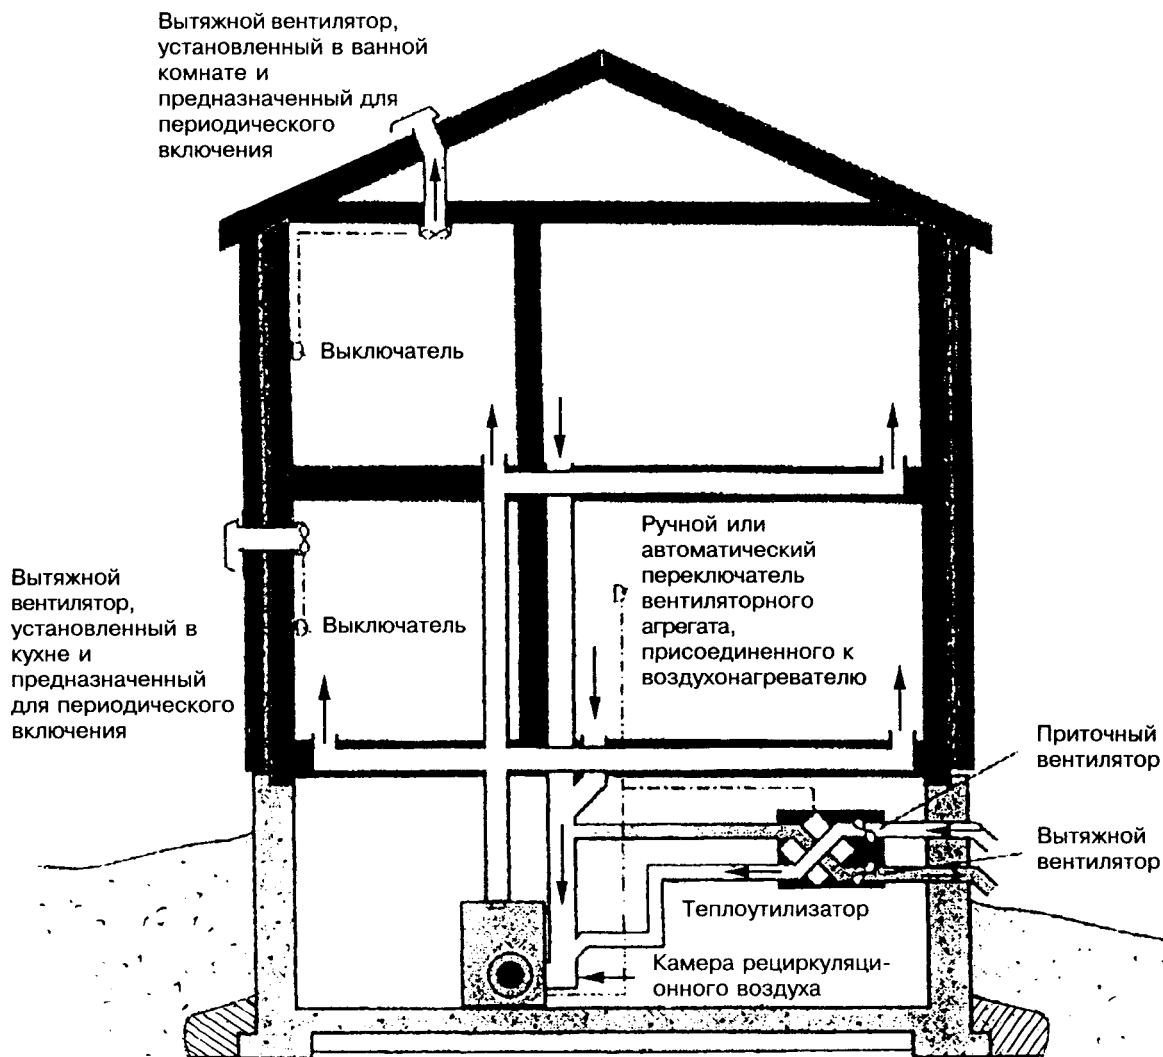 Вытяжной вентилятор,
установленный в ванной
комнате и
предназначенный для
периодического
включения
Выключатель
Ручной или
автоматический
переключатель
вентиляторного
агрегата,
присоединенного к
воздухонагревателю
Вытяжной
вентилятор,
установленный в
кухне и
предназначенный
для периодического
включения
Выключатель
Приточный
вентилятор
Вытяжной
вентилятор
Теплоутилизатор
Камера рециркуляци-
онного воздуха